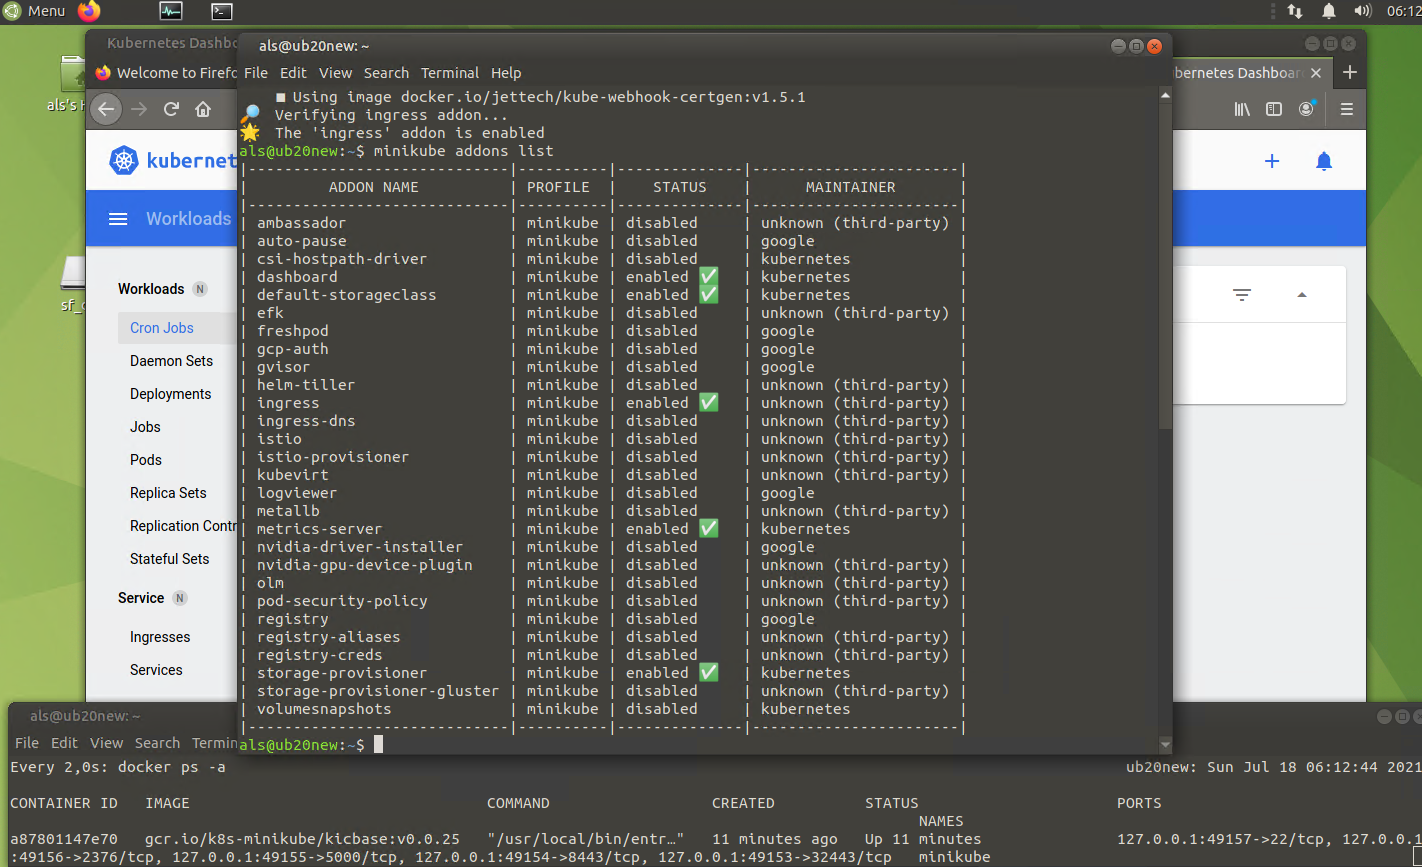 Menu
06:12
Kubernetes Dashbo
als@ub20new: ~
Welcome to Firefo
File Edit View Search Terminal Help
bernetes Dashboar
als's H
■ Using image docker.io/jettech/kube-webhook-certgen:v1.5.1
Verifying ingress addon...
The 'ingress' addon is enabled
als@ub20new:~$ minikube addons list
|-----------------------------|----------|--------------|-----------------------|
| ADDON NAME | PROFILE | STATUS | MAINTAINER |
|-----------------------------|----------|--------------|-----------------------|
| ambassador | minikube | disabled | unknown (third-party) |
| auto-pause | minikube | disabled | google |
| csi-hostpath-driver | minikube | disabled | kubernetes |
| dashboard | minikube | enabled ✅ | kubernetes |
| default-storageclass | minikube | enabled ✅ | kubernetes |
| efk | minikube | disabled | unknown (third-party) |
| freshpod | minikube | disabled | google |
| gcp-auth | minikube | disabled | google |
| gvisor | minikube | disabled | google |
| helm-tiller | minikube | disabled | unknown (third-party) |
| ingress | minikube | enabled ✅ | unknown (third-party) |
| ingress-dns | minikube | disabled | unknown (third-party) |
| istio | minikube | disabled | unknown (third-party) |
| istio-provisioner | minikube | disabled | unknown (third-party) |
| kubevirt | minikube | disabled | unknown (third-party) |
| logviewer | minikube | disabled | google |
| metallb | minikube | disabled | unknown (third-party) |
| metrics-server | minikube | enabled ✅ | kubernetes |
| nvidia-driver-installer | minikube | disabled | google |
| nvidia-gpu-device-plugin | minikube | disabled | unknown (third-party) |
| olm | minikube | disabled | unknown (third-party) |
| pod-security-policy | minikube | disabled | unknown (third-party) |
| registry | minikube | disabled | google |
| registry-aliases | minikube | disabled | unknown (third-party) |
| registry-creds | minikube | disabled | unknown (third-party) |
| storage-provisioner | minikube | enabled ✅ | kubernetes |
| storage-provisioner-gluster | minikube | disabled | unknown (third-party) |
| volumesnapshots | minikube | disabled | kubernetes |
|-----------------------------|----------|--------------|-----------------------|
als@ub20new:~$
kubernet
Workloads
sf_
Workloads N
Cron Jobs
Daemon Sets
Deployments
Jobs
Pods
Replica Sets
Replication Contr
Stateful Sets
Service N
Ingresses
Services
als@ub20new: ~
File Edit View Search Termin
Every 2,0s: docker ps -a ub20new: Sun Jul 18 06:12:44 2021
CONTAINER ID IMAGE COMMAND CREATED STATUS PORTS
NAMES
a87801147e70 gcr.io/k8s-minikube/kicbase:v0.0.25 "/usr/local/bin/entr…" 11 minutes ago Up 11 minutes 127.0.0.1:49157->22/tcp, 127.0.0.1
:49156->2376/tcp, 127.0.0.1:49155->5000/tcp, 127.0.0.1:49154->8443/tcp, 127.0.0.1:49153->32443/tcp minikube